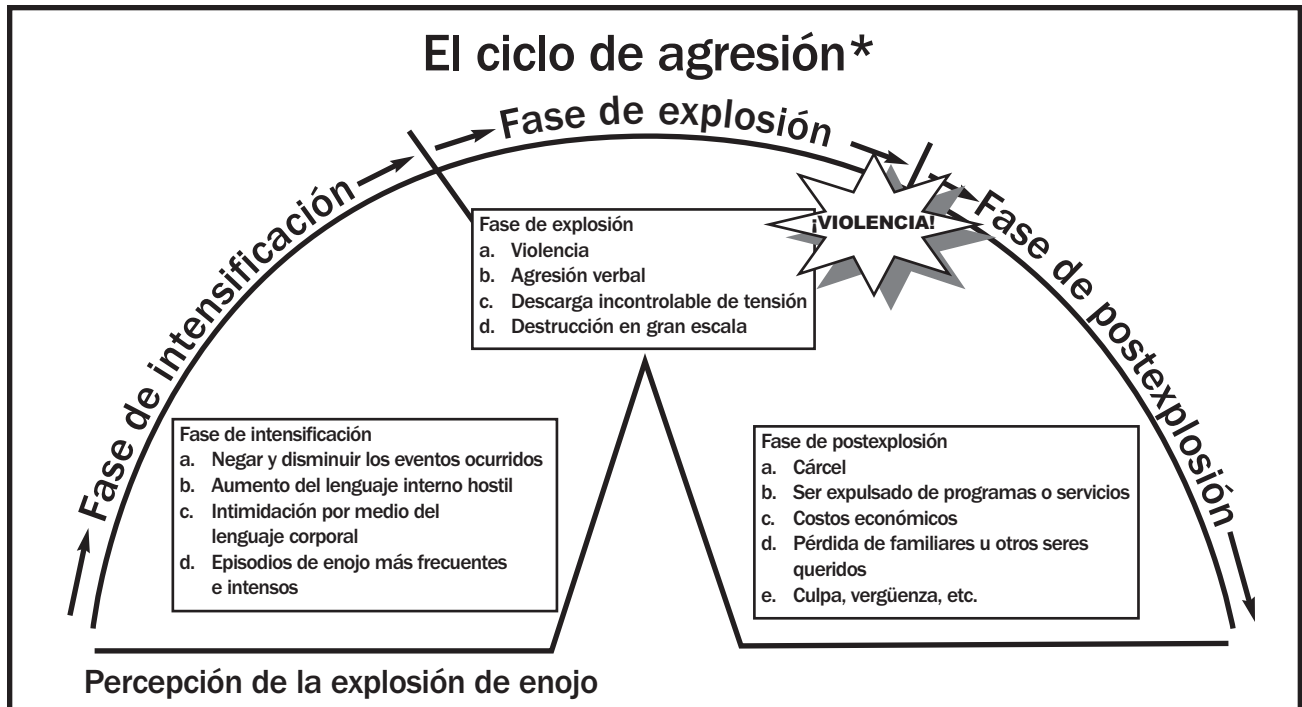 El ciclo de agresión*
Fase de intensificación
Fase de explosión
Fase de postexplosión
Fase de explosión
a. Violencia
b. Agresión verbal
c. Descarga incontrolable de tensión
d. Destrucción en gran escala
¡VIOLENCIA!
Fase de intensificación
a. Negar y disminuir los eventos ocurridos
b. Aumento del lenguaje interno hostil
c. Intimidación por medio del
lenguaje corporal
d. Episodios de enojo más frecuentes
e intensos
Fase de postexplosión
a. Cárcel
b. Ser expulsado de programas o servicios
c. Costos económicos
d. Pérdida de familiares u otros seres
queridos
e. Culpa, vergüenza, etc.
Percepción de la explosión de enojo